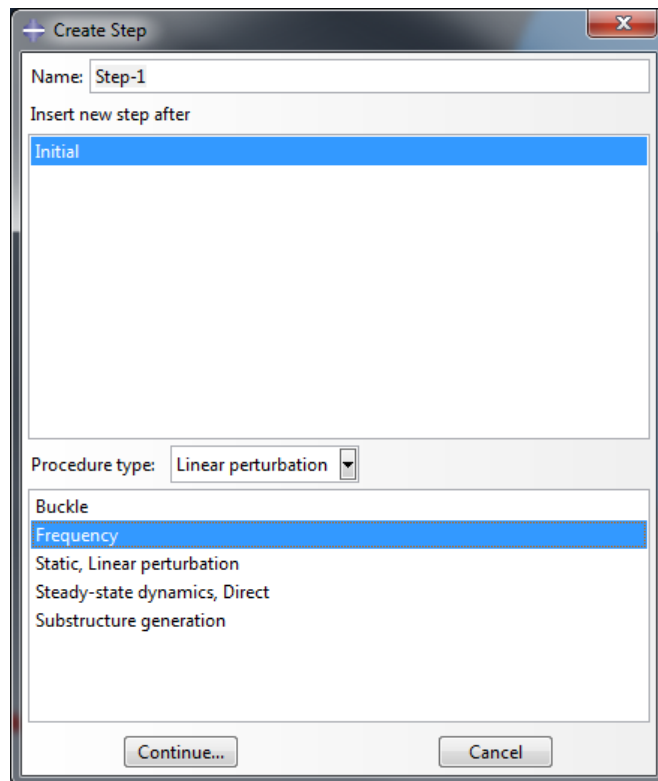 Create Step
X
Name: Step-1
Insert new step after
Initial
Procedure type: Linear perturbation
Buckle
Frequency
Static, Linear perturbation
Steady-state dynamics, Direct
Substructure generation
Continue... Cancel